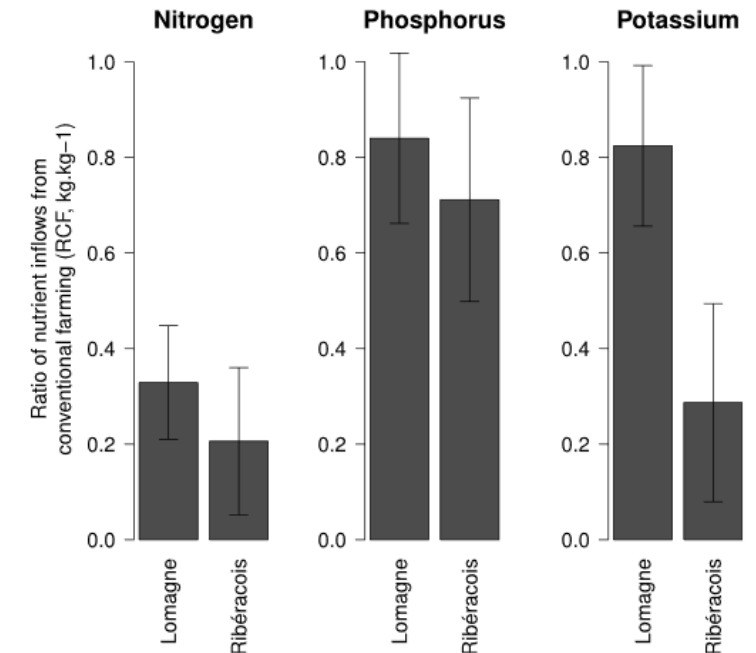 Nitrogen
Phosphorus
Potassium
Ratio of nutrient inflows from
conventional farming (RCF, kg.kg−1)
1.0
0.8
0.6
0.4
0.2
0.0
Lomagne
Ribéracois
1.0
0.8
0.6
0.4
0.2
0.0
Lomagne
Ribéracois
1.0
0.8
0.6
0.4
0.2
0.0
Lomagne
Ribéracois